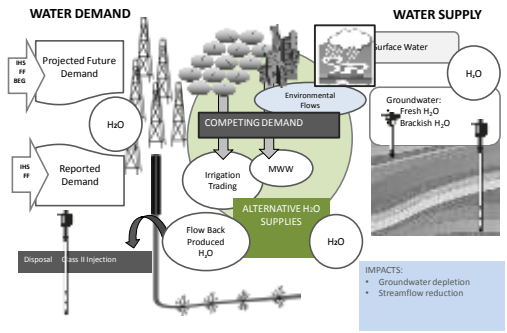 WATER DEMAND
WATER SUPPLY
IHS
FF
BEG
Projected Future
Demand
H2O
IHS
FF
Reported
Demand
Environmental
Flows
COMPETING DEMAND
Irrigation
Trading
MWW
ALTERNATIVE H2O
SUPPLIES
Flow Back
Produced
H2O
H2O
Disposal
Class II Injection
Surface Water
H2O
Groundwater:
Fresh H2O
Brackish H2O
IMPACTS:
• Groundwater depletion
• Streamflow reduction